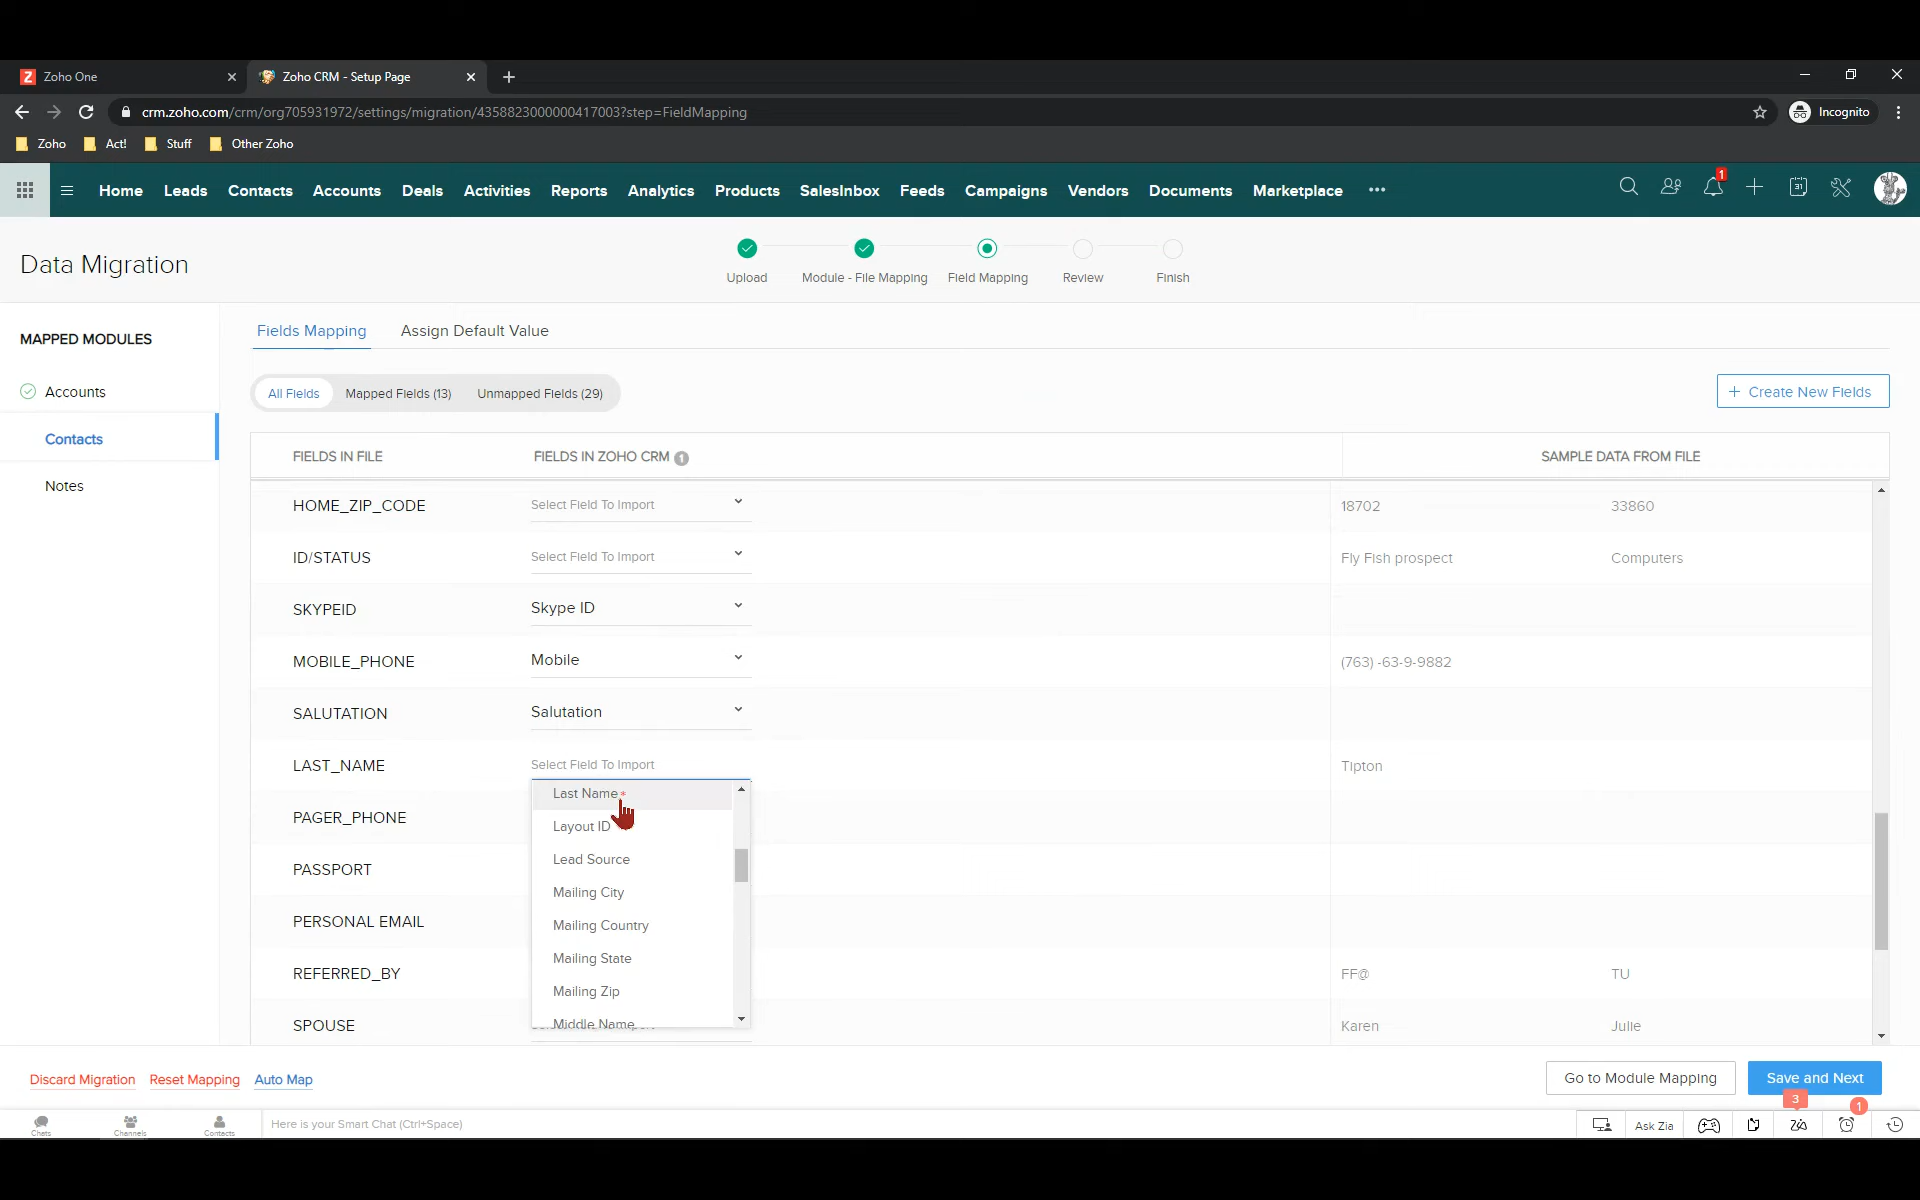 Zoho One
Zoho CRM - Setup Page
crm.zoho.com/crm/org705931972/settings/migration/4358823000000417003?step=FieldMapping
Incognito
Zoho
Act!
Stuff
Other Zoho
Home Leads Contacts Accounts Deals Activities Reports Analytics Products SalesInbox Feeds Campaigns Vendors Documents Marketplace
1
31
Data Migration
Upload
Module - File Mapping
Field Mapping
Review
Finish
MAPPED MODULES
Accounts
Contacts
Notes
Fields Mapping
Assign Default Value
All Fields
Mapped Fields (13)
Unmapped Fields (29)
+ Create New Fields
FIELDS IN FILE
FIELDS IN ZOHO CRM 1
SAMPLE DATA FROM FILE
HOME_ZIP_CODE Select Field To Import 18702 33860
ID/STATUS Select Field To Import Fly Fish prospect Computers
SKYPEID Skype ID
MOBILE_PHONE Mobile (763) -63-9-9882
SALUTATION Salutation
LAST_NAME Select Field To Import Tipton
Last Name*
PAGER_PHONE
Layout ID
Lead Source
PASSPORT
Mailing City
PERSONAL EMAIL
Mailing Country
Mailing State
REFERRED_BY FF@ TU
Mailing Zip
SPOUSE Middle Name Karen Julie
Discard Migration
Reset Mapping
Auto Map
Go to Module Mapping
Save and Next
3
1
Chats
Channels
Contacts
Here is your Smart Chat (Ctrl+Space)
Ask Zia